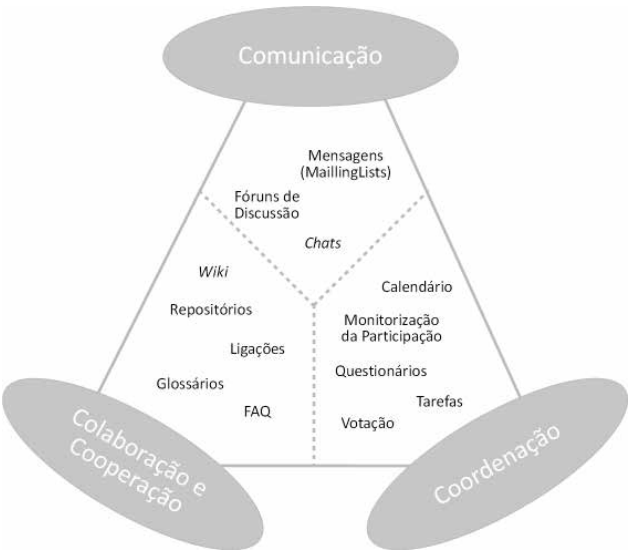 Comunicação
Mensagens
(MaillingLists)
Fóruns de
Discussão
Chats
Wiki
Repositórios
Ligações
Glossários
FAQ
Calendário
Monitorização
da Participação
Questionários
Tarefas
Votação
Colaboração e
Cooperação
Coordenação